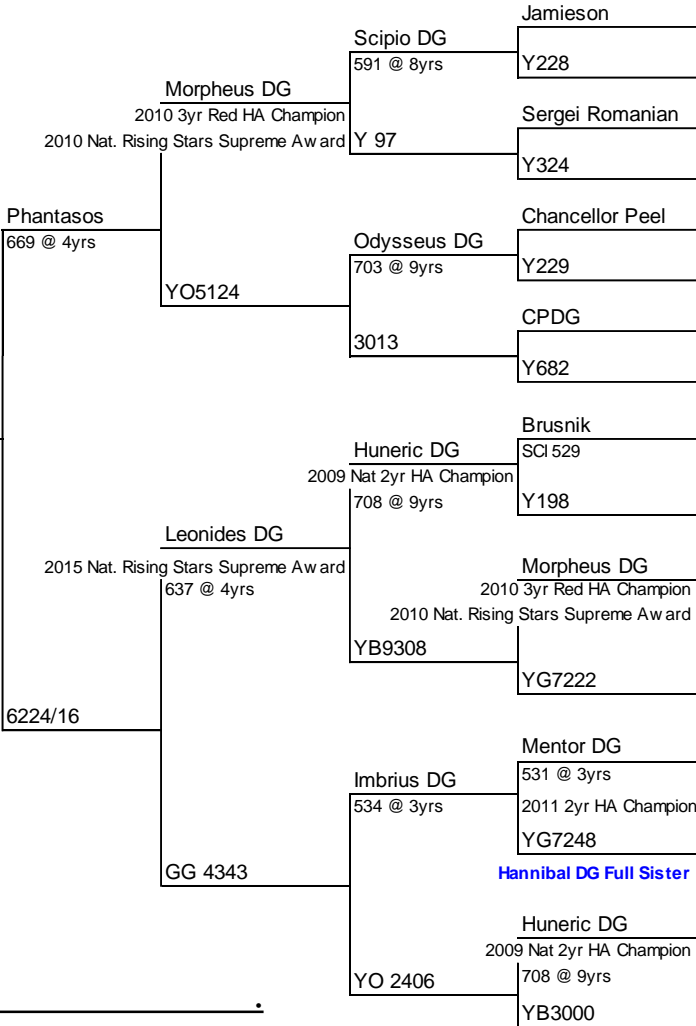 Jamieson
Scipio DG
591 @ 8yrs
Y228
Morpheus DG
2010 3yr Red HA Champion
Sergei Romanian
2010 Nat. Rising Stars Supreme Award
Y 97
Y324
Phantasos
669 @ 4yrs
Chancellor Peel
Odysseus DG
703 @ 9yrs
Y229
YO5124
CPDG
3013
Y682
Brusnik
Huneric DG
SCI 529
2009 Nat 2yr HA Champion
708 @ 9yrs
Y198
Leonides DG
2015 Nat. Rising Stars Supreme Award
637 @ 4yrs
Morpheus DG
2010 3yr Red HA Champion
2010 Nat. Rising Stars Supreme Award
YB9308
YG7222
6224/16
Mentor DG
Imbrius DG
531 @ 3yrs
534 @ 3yrs
2011 2yr HA Champion
YG7248
GG 4343
Hannibal DG Full Sister
Huneric DG
2009 Nat 2yr HA Champion
YO 2406
708 @ 9yrs
YB3000
.